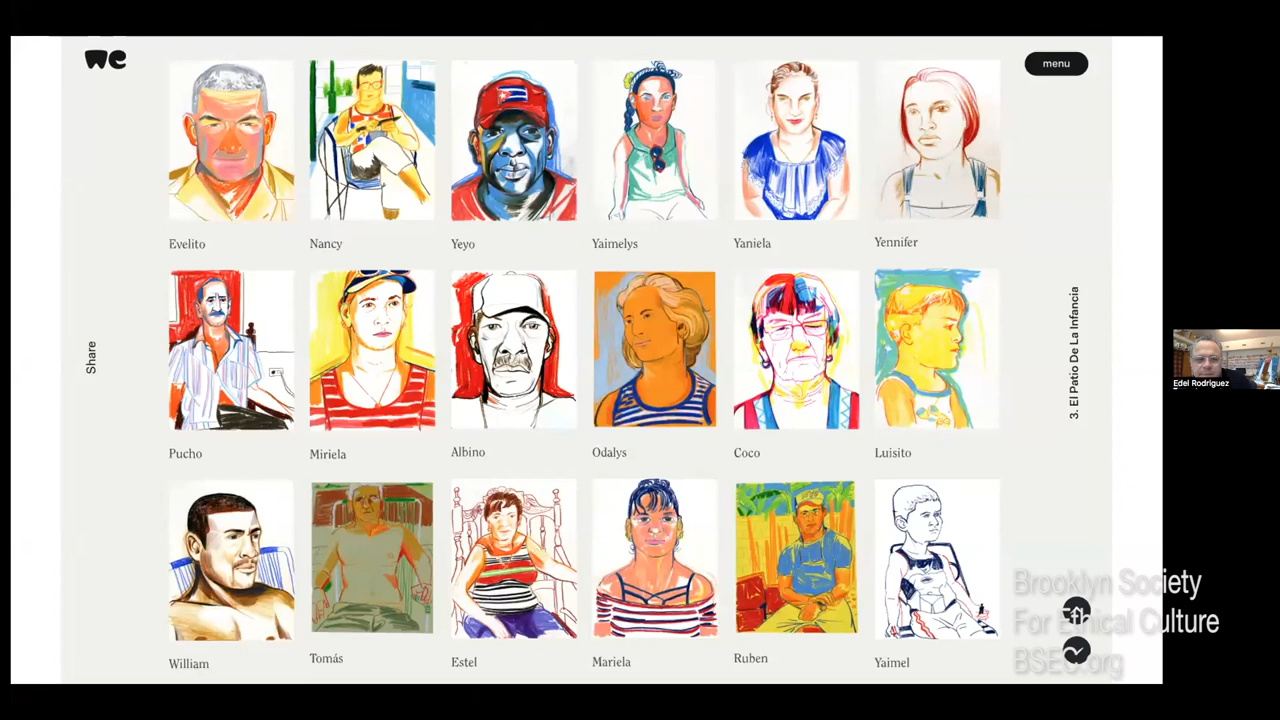 we
menu
Evelito
Nancy
Yeyo
Yaimelys
Yaniela
Yennifer
Share
3. El Patio De La Infancia
Edel Rodriguez
Pucho
Miriela
Albino
Odalys
Coco
Luisito
William
Tomás
Estel
Mariela
Ruben
Yaimel
Brooklyn Society
For Ethical Culture
BSEC.org